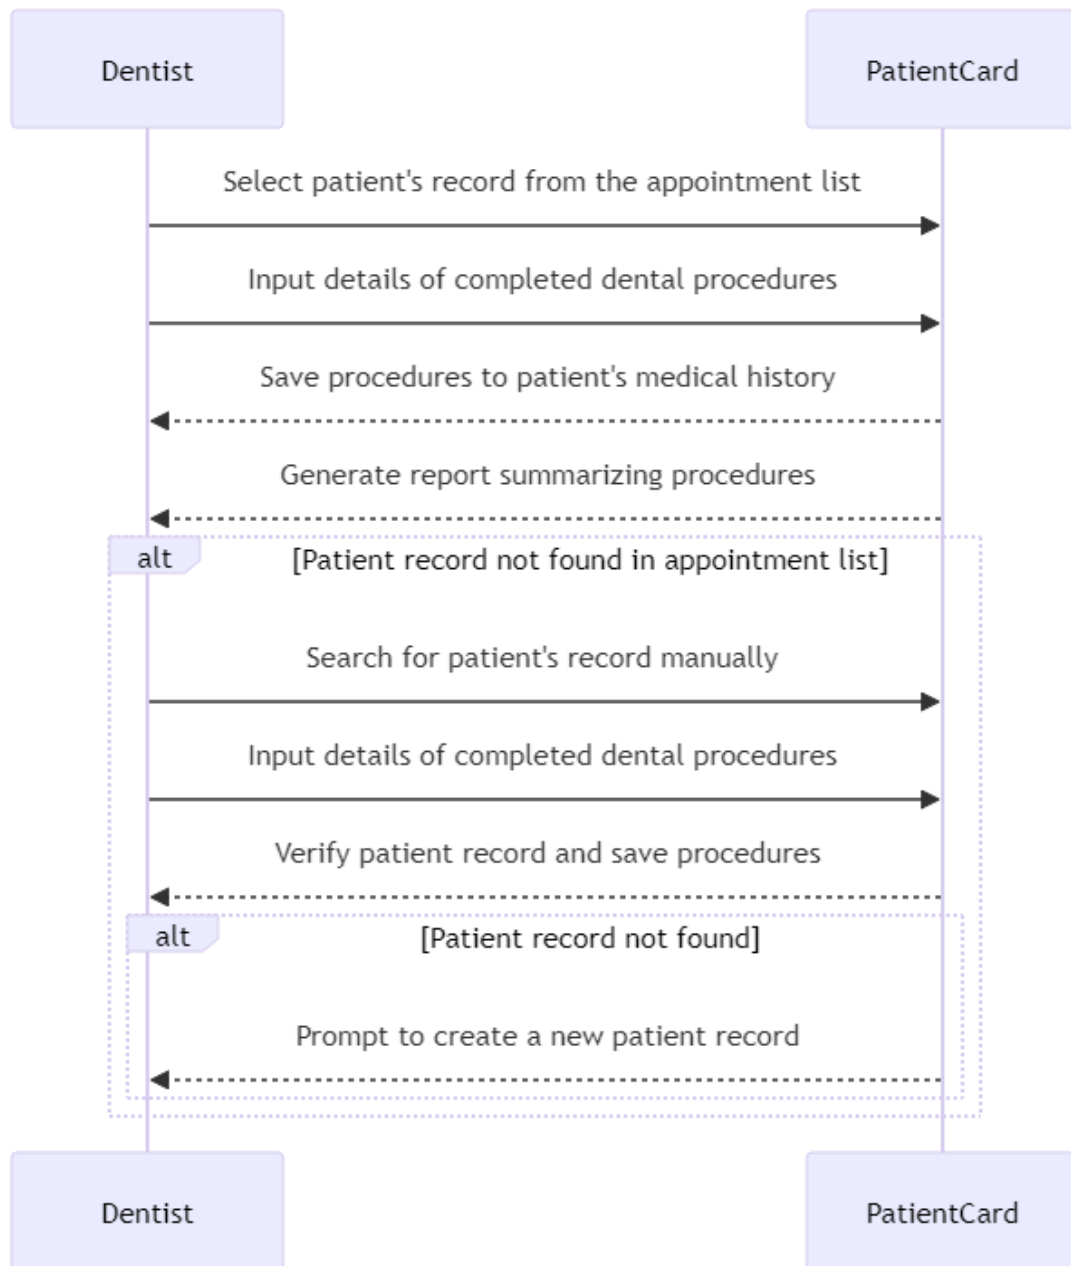 Dentist
PatientCard
Select patient's record from the appointment list
Input details of completed dental procedures
Save procedures to patient's medical history
Generate report summarizing procedures
alt
[Patient record not found in appointment list]
Search for patient's record manually
Input details of completed dental procedures
Verify patient record and save procedures
alt
[Patient record not found]
Prompt to create a new patient record
Dentist
PatientCard